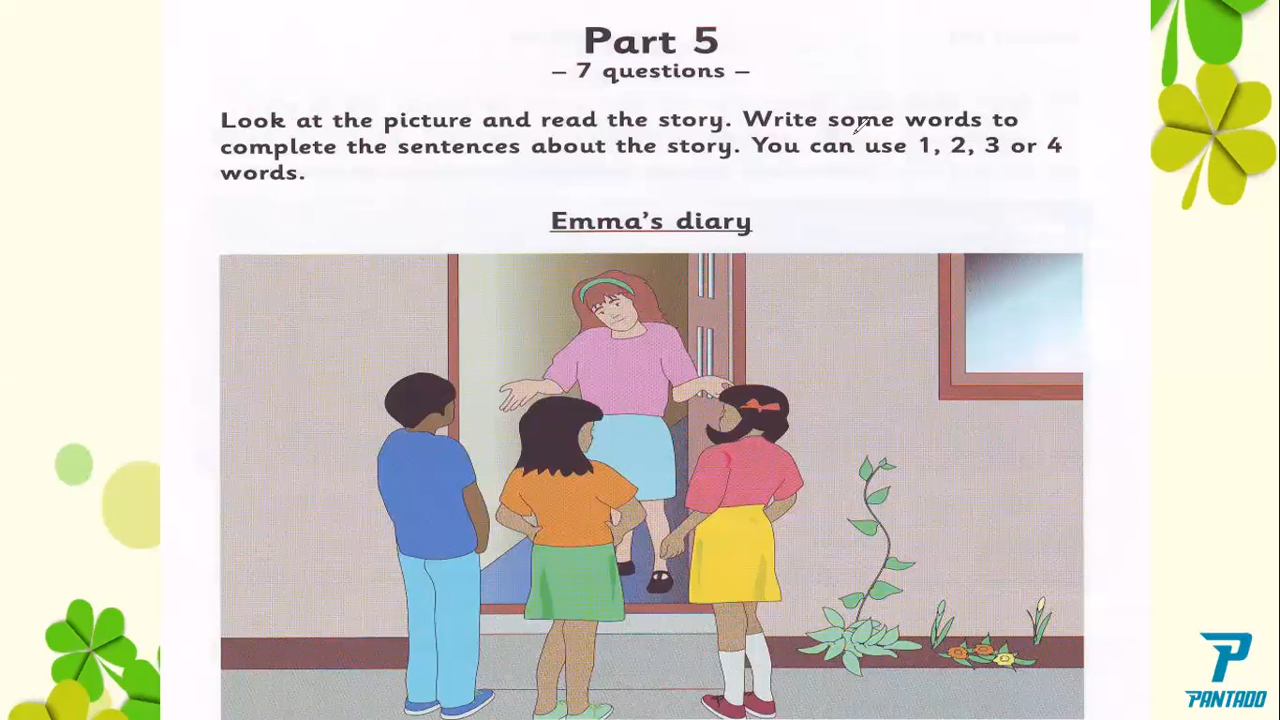 Part 5
– 7 questions –
Look at the picture and read the story. Write some words to
complete the sentences about the story. You can use 1, 2, 3 or 4
words.
Emma's diary
PANTADO